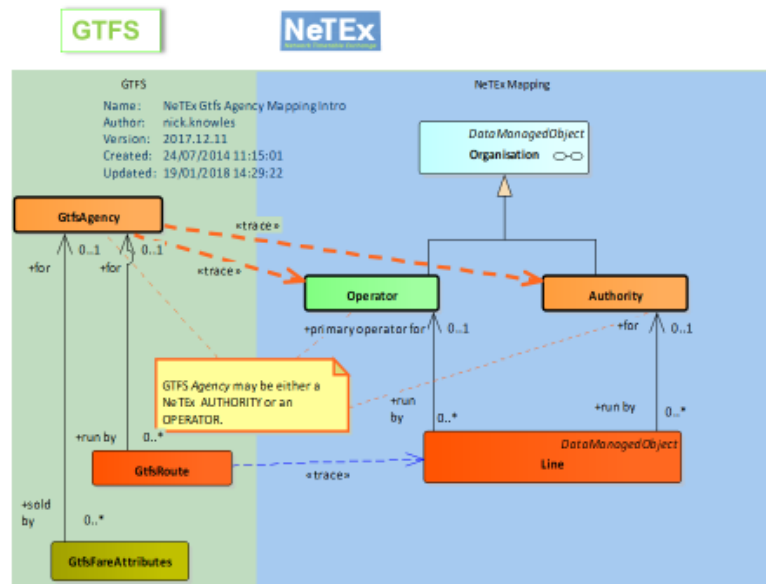 GTFS
NeTEx
Network Timetable Exchange
GTFS
NeTEx Mapping
Name: NeTEx Gtfs Agency Mapping Intro
Author: nick.knowles
Version: 2017.12.11
Created: 24/07/2014 11:15:01
Updated: 19/01/2018 14:29:22
DataManagedObject
Organisation
GtfsAgency
«trace»
0..1
0..1
+for
+for
«trace»
Operator
Authority
+primary operator for
0..1
+for
0..1
GTFS Agency may be either a
NeTEx AUTHORITY or an
OPERATOR.
+run
by
0..*
+run by
0..*
+run by
0..*
DataManagedObject
Line
GtfsRoute
«trace»
+sold
by
0..*
GtfsFareAttributes